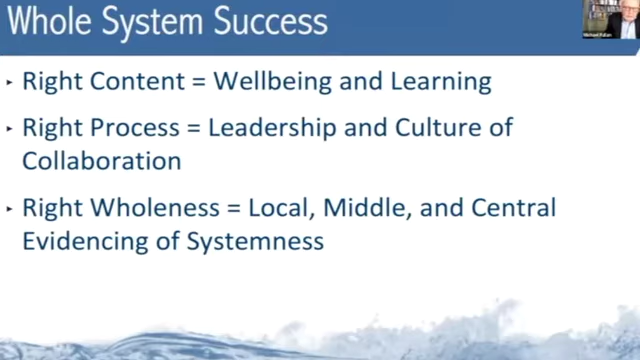 Whole System Success
Right Content = Wellbeing and Learning
Right Process = Leadership and Culture of
Collaboration
Right Wholeness = Local, Middle, and Central
Evidencing of Systemness